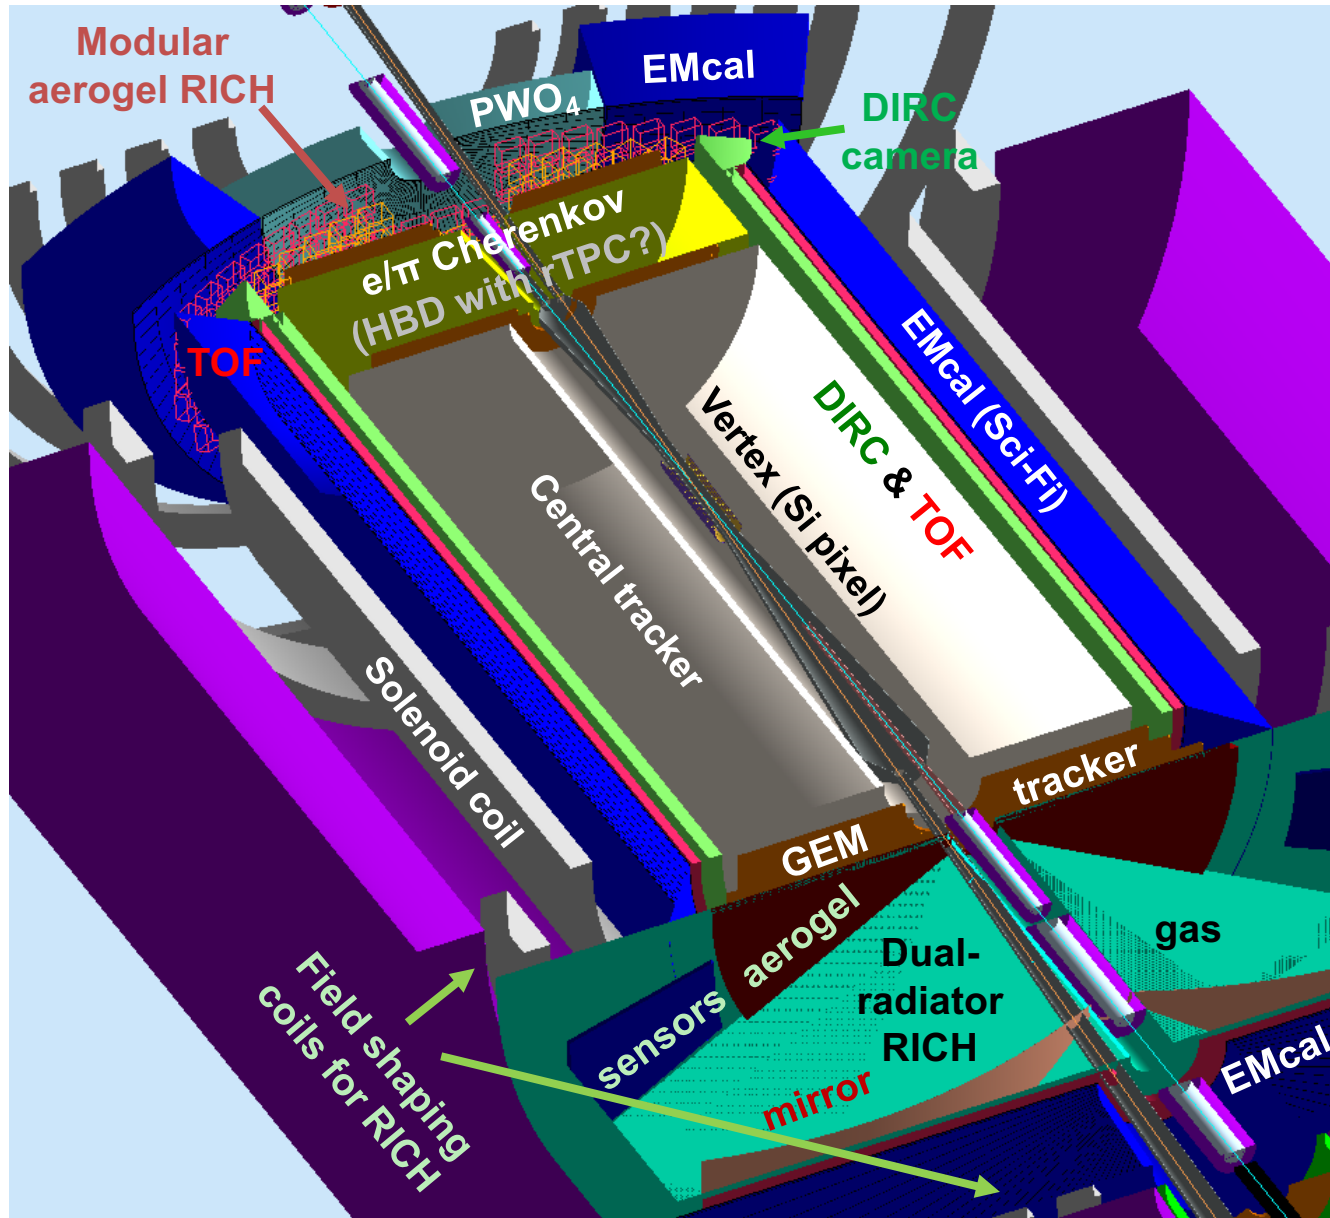 Modular
aerogel RICH
PWO₄
EMcal
DIRC
camera
e/π Cherenkov
(HBD with rTPC?)
TOF
EMcal (Sci-Fi)
DIRC & TOF
Vertex (Si pixel)
Central tracker
Solenoid coil
tracker
GEM
aerogel
sensors
Dual-
radiator
RICH
gas
mirror
EMcal
Field shaping
coils for RICH